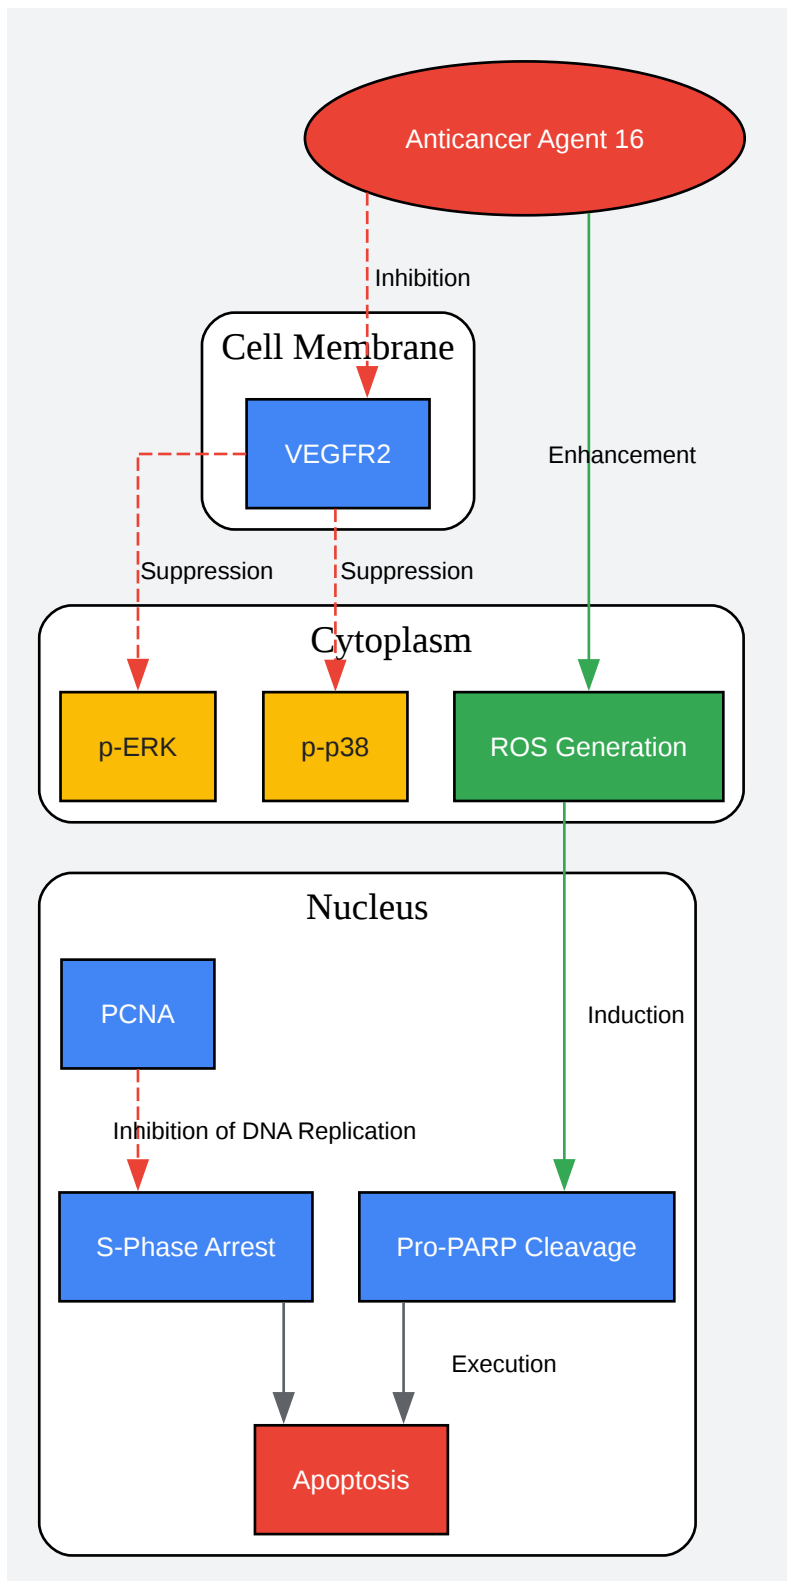 Anticancer Agent 16
Inhibition
Cell Membrane
VEGFR2
Enhancement
Suppression
Suppression
Cytoplasm
p-ERK
p-p38
ROS Generation
Nucleus
PCNA
Induction
Inhibition of DNA Replication
S-Phase Arrest
Pro-PARP Cleavage
Execution
Apoptosis